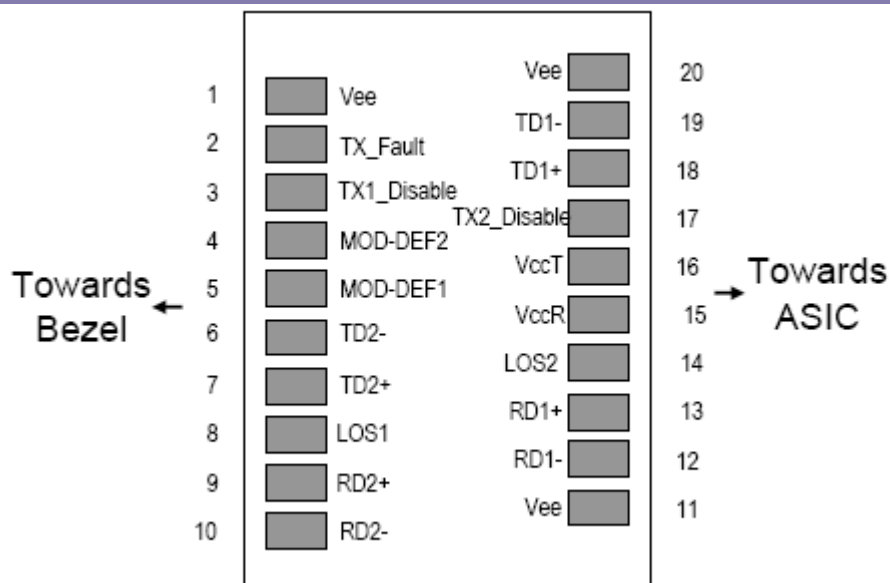 1 Vee
2 TX_Fault
3 TX1_Disable
4 MOD-DEF2
5 MOD-DEF1
6 TD2-
7 TD2+
8 LOS1
9 RD2+
10 RD2-
Towards
Bezel
Vee 20
TD1- 19
TD1+ 18
TX2_Disable 17
VccT 16
VccR 15
LOS2 14
RD1+ 13
RD1- 12
Vee 11
Towards
ASIC